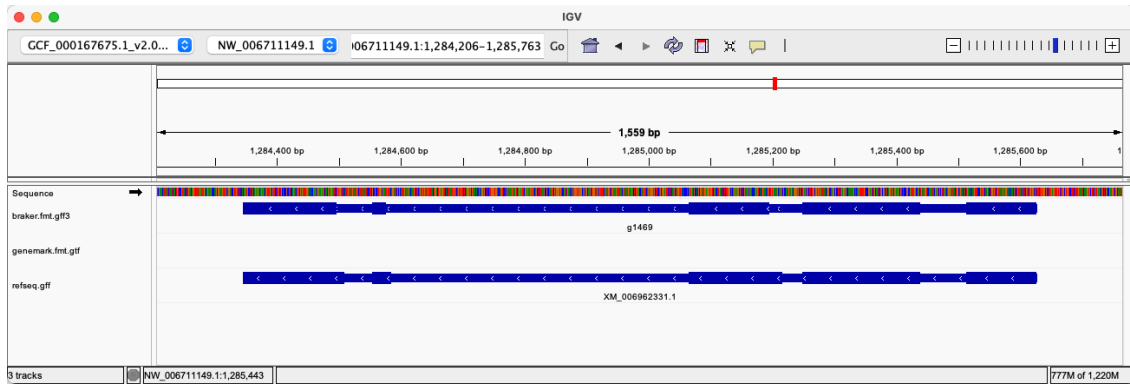 IGV
GCF_000167675.1_v2.0... NW_006711149.1 006711149.1:1,284,206-1,285,763 Go
1,559 bp
1,284,400 bp 1,284,600 bp 1,284,800 bp 1,285,000 bp 1,285,200 bp 1,285,400 bp 1,285,600 bp 1
Sequence
braker.fmt.gff3
g1469
genemark.fmt.gtf
refseq.gff
XM_006962331.1
3 tracks NW_006711149.1:1,285,443 777M of 1,220M